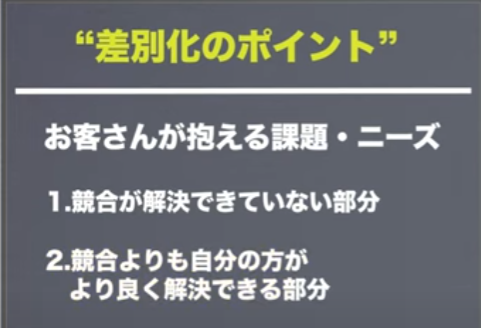 “差別化のポイント”
お客さんが抱える課題・ニーズ
1.競合が解決できていない部分
2.競合よりも自分の方が
より良く解決できる部分